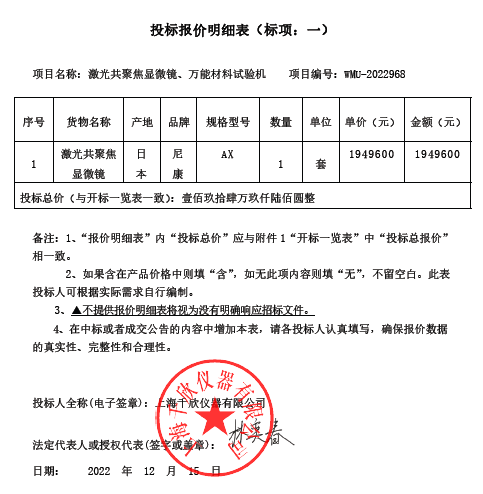 投标报价明细表（标项：一）
项目名称：激光共聚焦显微镜、万能材料试验机 项目编号：WMU-2022968
序号 货物名称 产地 品牌 规格型号 数量 单位 单价（元） 金额（元）
1 激光共聚焦显微镜 日本 尼康 AX 1 套 1949600 1949600
投标总价（与开标一览表一致）：壹佰玖拾肆万玖仟陆佰圆整
备注：1、“报价明细表”内“投标总价”应与附件1“开标一览表”中“投标总报价”
相一致。
2、如果含在产品价格中则填“含”，如无此项内容则填“无”，不留空白。此表
投标人可根据实际需求自行编制。
3、▲不提供报价明细表将视为没有明确响应招标文件。
4、在中标或者成交公告的内容中增加本表，请各投标人认真填写，确保报价数据
的真实性、完整性和合理性。
投标人全称(电子签章)：上海千欣仪器有限公司
上海千欣仪器有限公司
法定代表人或授权代表(签字或盖章)：
日期： 2022 年 12 月 15 日